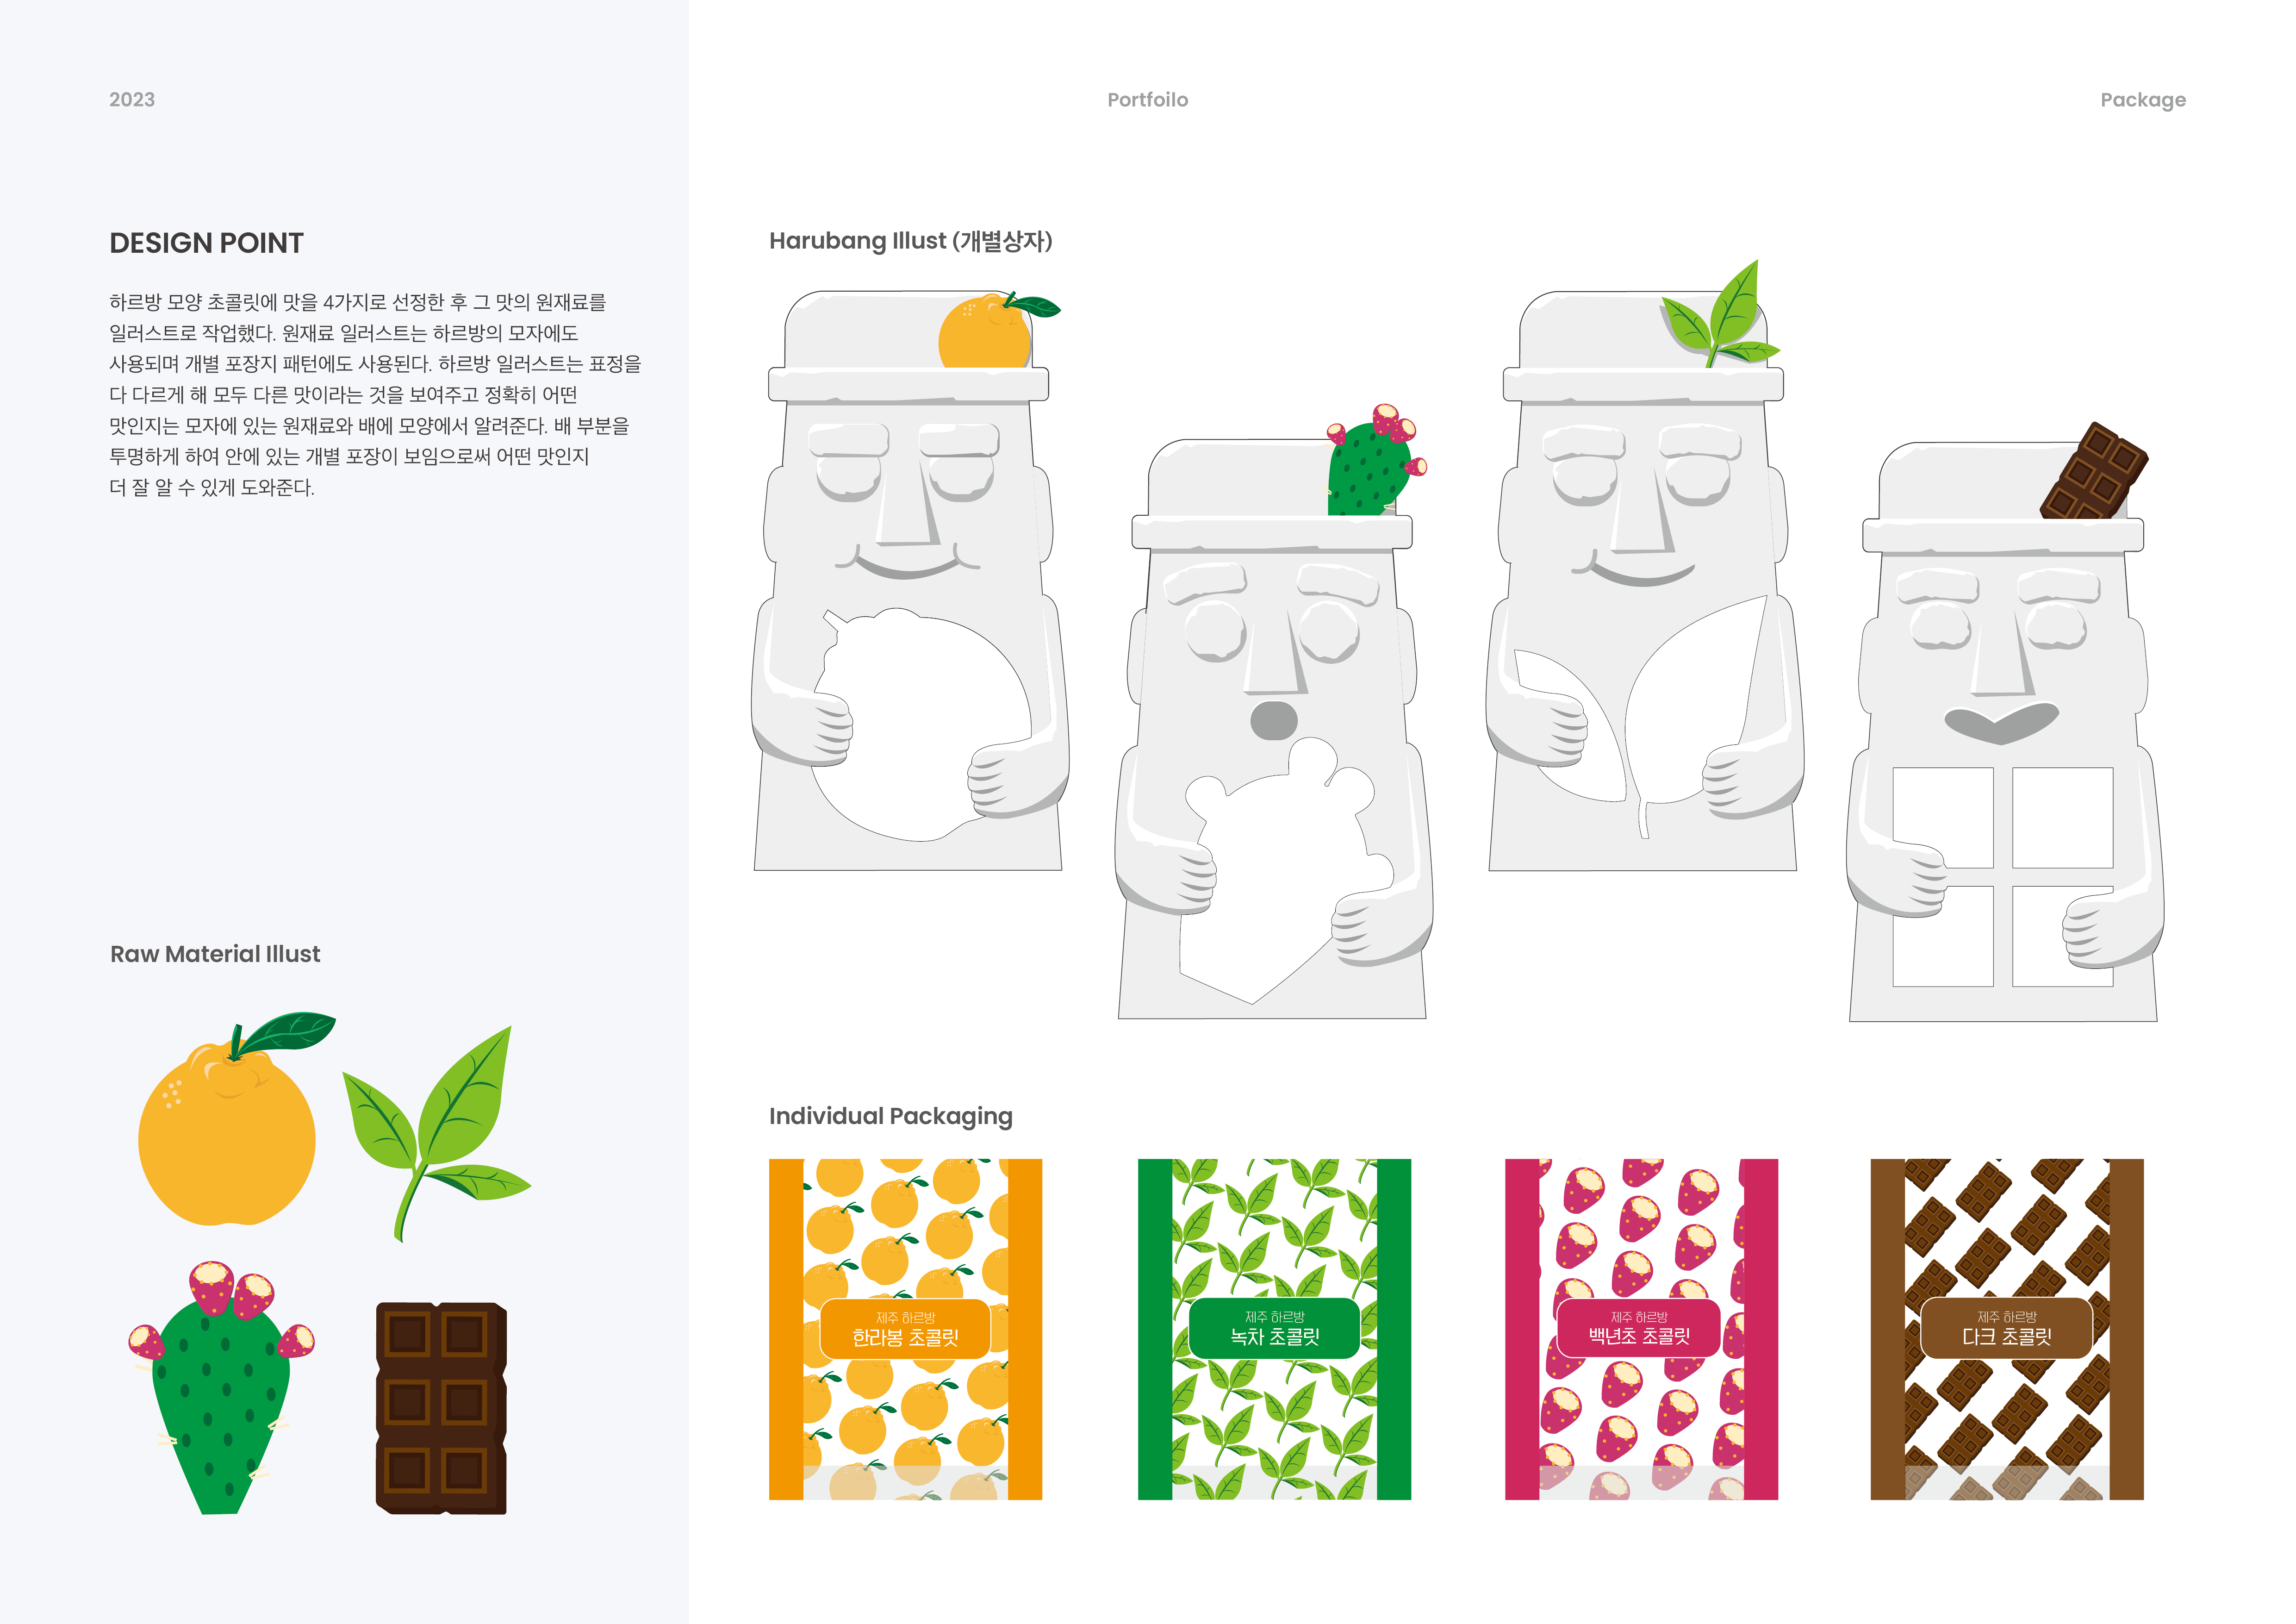 2023
Portfoilo
Package
DESIGN POINT
하르방 모양 초콜릿에 맛을 4가지로 선정한 후 그 맛의 원재료를
일러스트로 작업했다. 원재료 일러스트는 하르방의 모자에도
사용되며 개별 포장지 패턴에도 사용된다. 하르방 일러스트는 표정을
다 다르게 해 모두 다른 맛이라는 것을 보여주고 정확히 어떤
맛인지는 모자에 있는 원재료와 배에 모양에서 알려준다. 배 부분을
투명하게 하여 안에 있는 개별 포장이 보임으로써 어떤 맛인지
더 잘 알 수 있게 도와준다.
Raw Material Illust
Harubang Illust (개별상자)
Individual Packaging
제주 하르방
한라봉 초콜릿
제주 하르방
녹차 초콜릿
제주 하르방
백년초 초콜릿
제주 하르방
다크 초콜릿